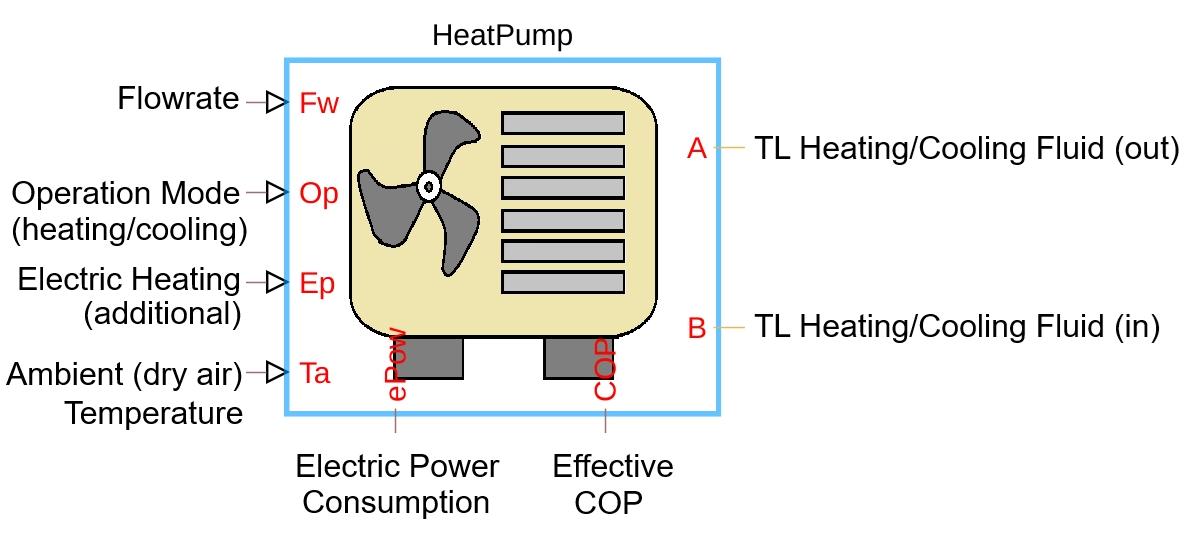 HeatPump
Flowrate
Fw
Operation Mode
(heating/cooling)
Op
Electric Heating
(additional)
Ep
Ambient (dry air)
Temperature
Ta
A
TL Heating/Cooling Fluid (out)
B
TL Heating/Cooling Fluid (in)
ePow
COP
Electric Power
Consumption
Effective
COP